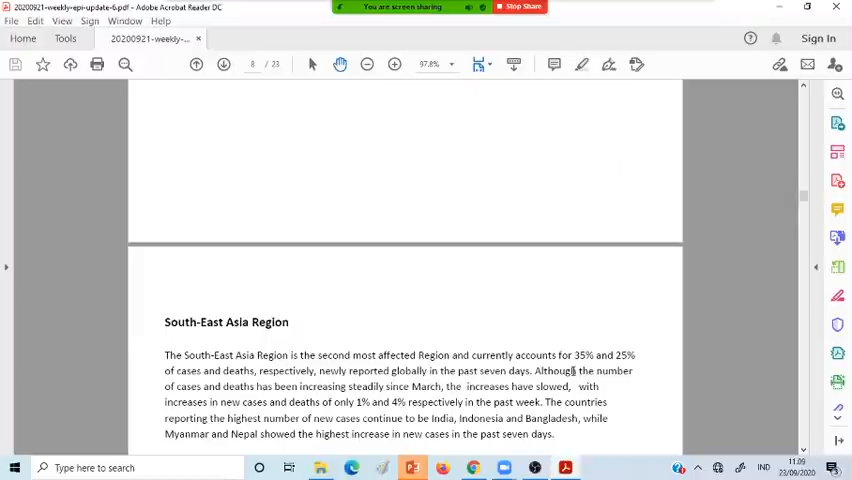 20200921-weekly-epi-update-6.pdf - Adobe Acrobat Reader DC
You are screen sharing
Stop Share
File Edit View Sign Window Help
Home Tools 20200921-weekly-... ×
Sign In
8 / 23
97.8%
South-East Asia Region
The South-East Asia Region is the second most affected Region and currently accounts for 35% and 25%
of cases and deaths, respectively, newly reported globally in the past seven days. Although the number
of cases and deaths has been increasing steadily since March, the increases have slowed, with
increases in new cases and deaths of only 1% and 4% respectively in the past week. The countries
reporting the highest number of new cases continue to be India, Indonesia and Bangladesh, while
Myanmar and Nepal showed the highest increase in new cases in the past seven days.
Type here to search
IND
11.09
23/09/2020